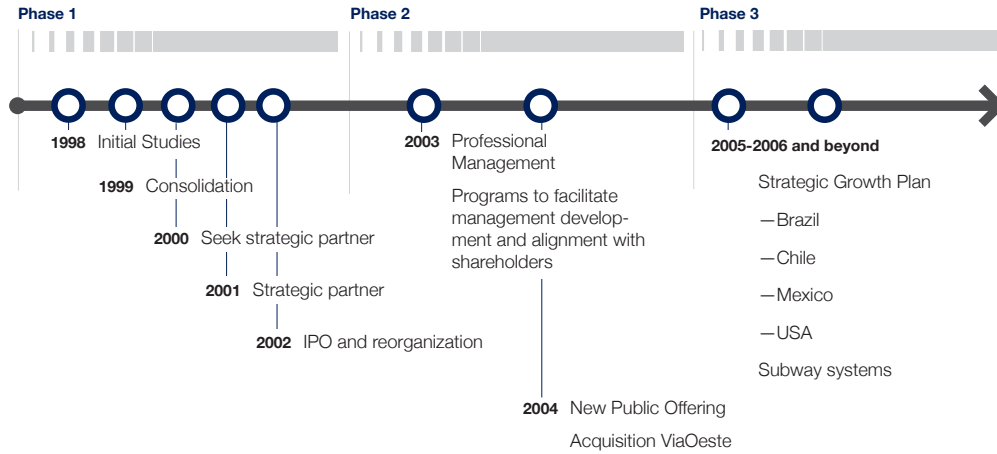 Phase 1
Phase 2
Phase 3
1998 Initial Studies
1999 Consolidation
2000 Seek strategic partner
2001 Strategic partner
2002 IPO and reorganization
2003 Professional
Management
Programs to facilitate
management develop-
ment and alignment with
shareholders
2004 New Public Offering
Acquisition ViaOeste
2005-2006 and beyond
Strategic Growth Plan
—Brazil
—Chile
—Mexico
—USA
Subway systems